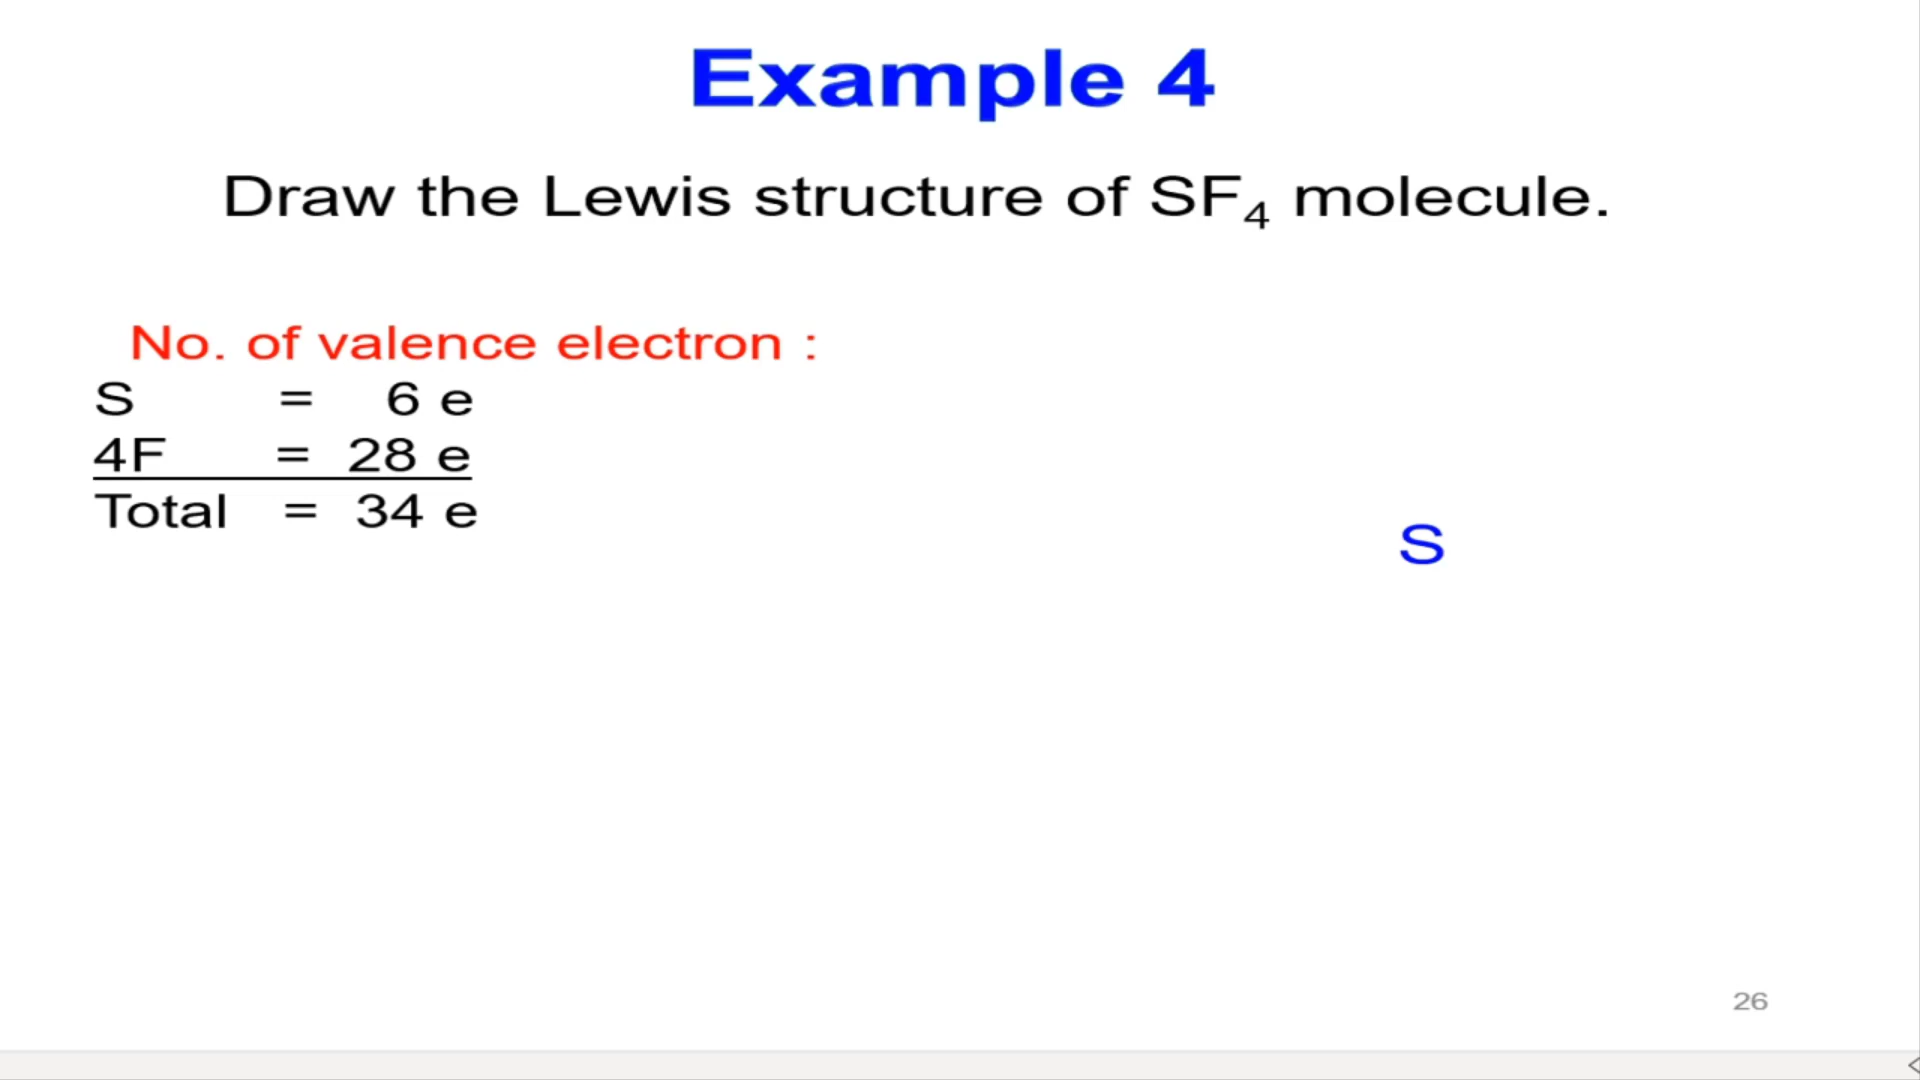 Example 4
Draw the Lewis structure of SF₄ molecule.
No. of valence electron :
S = 6 e
4F = 28 e
Total = 34 e
S
26